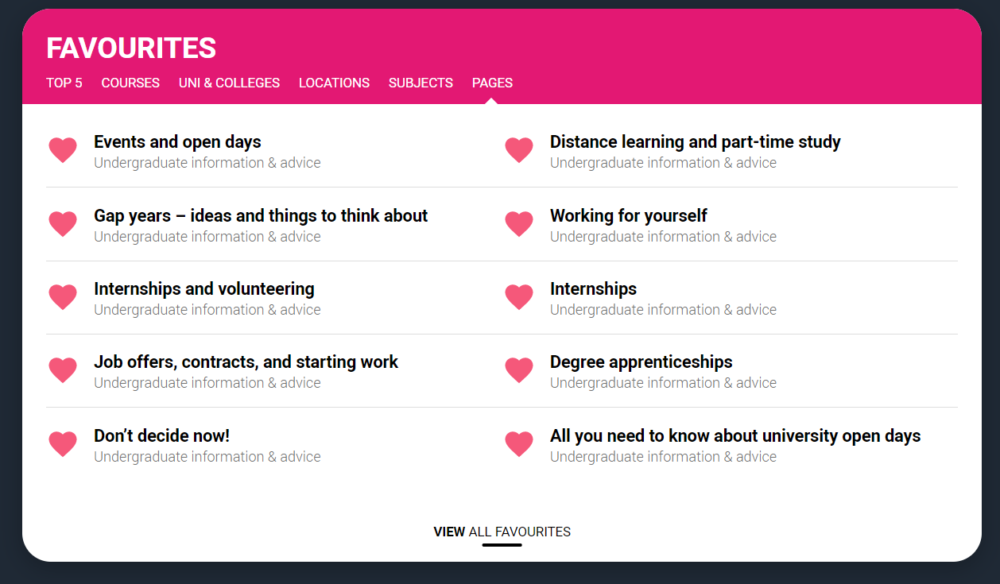 FAVOURITES
TOP 5 COURSES UNI & COLLEGES LOCATIONS SUBJECTS PAGES
Events and open days
Undergraduate information & advice
Distance learning and part-time study
Undergraduate information & advice
Gap years – ideas and things to think about
Undergraduate information & advice
Working for yourself
Undergraduate information & advice
Internships and volunteering
Undergraduate information & advice
Internships
Undergraduate information & advice
Job offers, contracts, and starting work
Undergraduate information & advice
Degree apprenticeships
Undergraduate information & advice
Don’t decide now!
Undergraduate information & advice
All you need to know about university open days
Undergraduate information & advice
VIEW ALL FAVOURITES